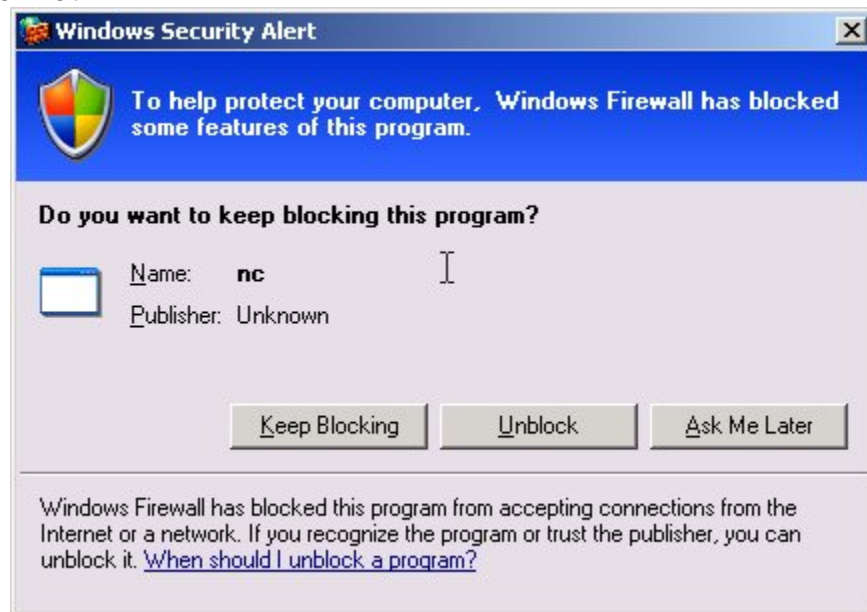 Windows Security Alert
To help protect your computer, Windows Firewall has blocked
some features of this program.
Do you want to keep blocking this program?
Name: nc
Publisher: Unknown
Keep Blocking Unblock Ask Me Later
Windows Firewall has blocked this program from accepting connections from the
Internet or a network. If you recognize the program or trust the publisher, you can
unblock it. When should I unblock a program?